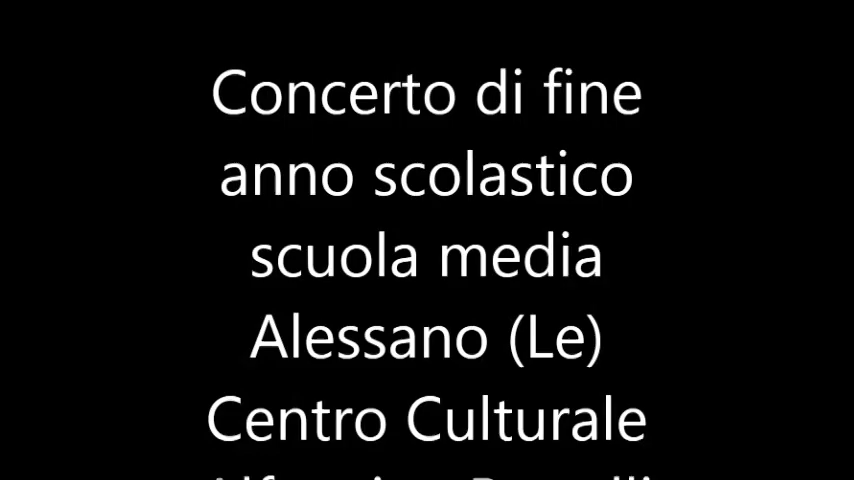 Concerto di fine
anno scolastico
scuola media
Alessano (Le)
Centro Culturale